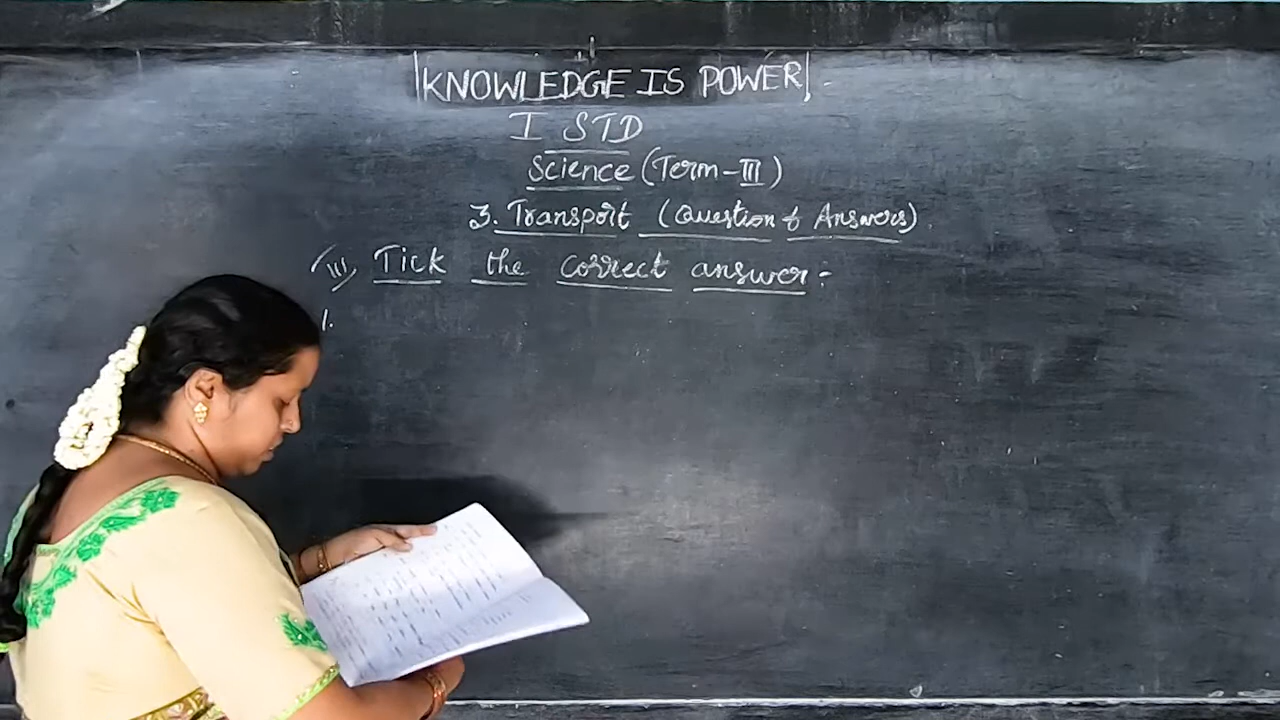 KNOWLEDGE IS POWER
I STD
Science (Term-III)
3. Transport (Question & Answers)
III, Tick the correct answer:
1.